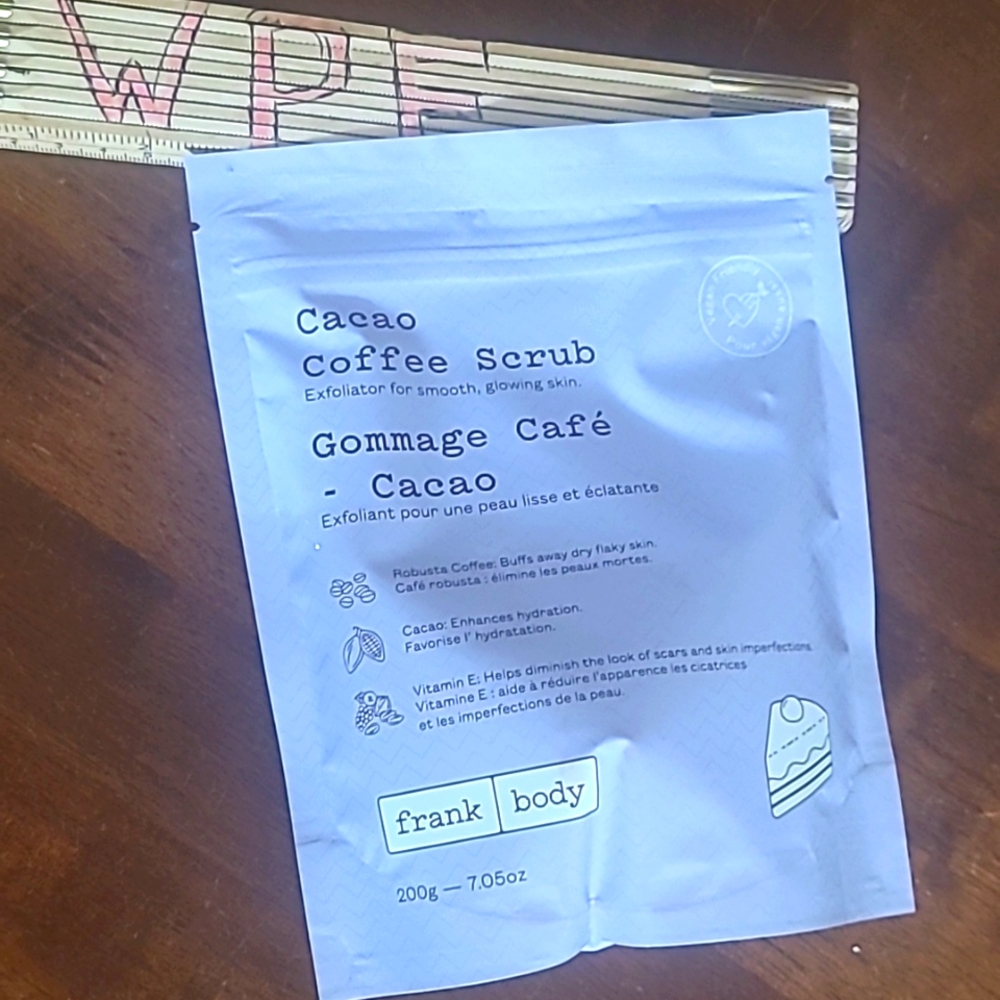 WPF
Cacao
Coffee Scrub
Exfoliator for smooth, glowing skin.
Gommage Café
- Cacao
Exfoliant pour une peau lisse et éclatante
Robusta Coffee: Buffs away dry flaky skin.
Café robusta : élimine les peaux mortes.
Cacao: Enhances hydration.
Favorise l' hydratation.
Vitamin E: Helps diminish the look of scars and skin imperfections.
Vitamine E : aide à réduire l'apparence les cicatrices
et les imperfections de la peau.
frank body
200g — 7.05oz